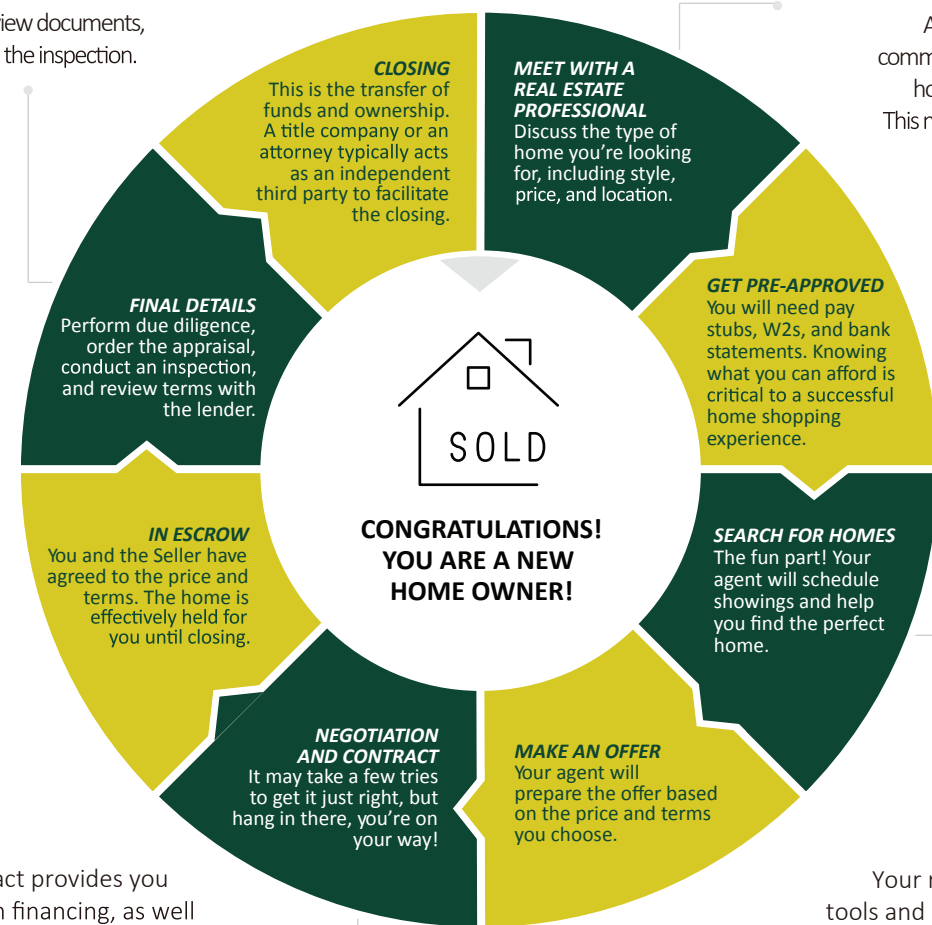 view documents,
the inspection.
commun
This m
MEET WITH A
REAL ESTATE
PROFESSIONAL
Discuss the type of
home you’re looking
for, including style,
price, and location.
GET PRE-APPROVED
You will need pay
stubs, W2s, and bank
statements. Knowing
what you can afford is
critical to a successful
home shopping
experience.
SEARCH FOR HOMES
The fun part! Your
agent will schedule
showings and help
you find the perfect
home.
MAKE AN OFFER
Your agent will
prepare the offer based
on the price and terms
you choose.
NEGOTIATION
AND CONTRACT
It may take a few tries
to get it just right, but
hang in there, you’re on
your way!
IN ESCROW
You and the Seller have
agreed to the price and
terms. The home is
effectively held for
you until closing.
FINAL DETAILS
Perform due diligence,
order the appraisal,
conduct an inspection,
and review terms with
the lender.
CLOSING
This is the transfer of
funds and ownership.
A title company or an
attorney typically acts
as an independent
third party to facilitate
the closing.
SOLD
CONGRATULATIONS!
YOU ARE A NEW
HOME OWNER!
act provides you
financing, as well
Your
tools and